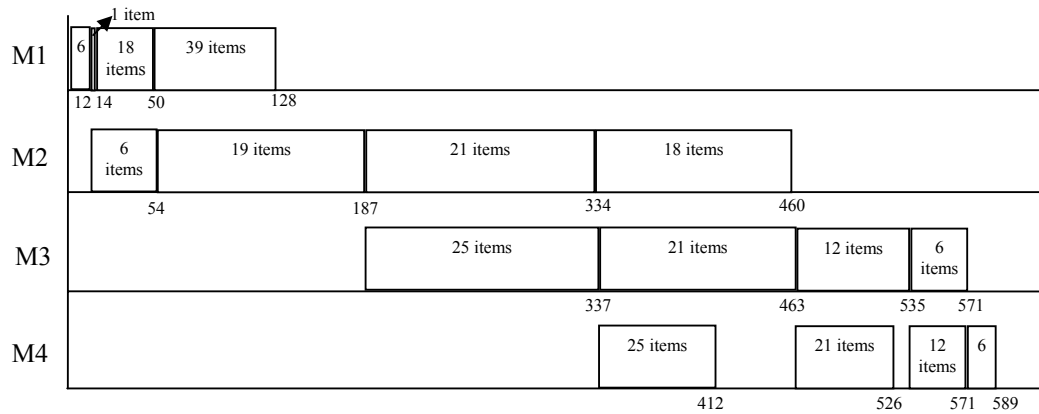 1 item
M1
6
18
items
39 items
12
14
50
128
M2
6
items
19 items
21 items
18 items
54
187
334
460
M3
25 items
21 items
12 items
6
items
337
463
535
571
M4
25 items
21 items
12
items
6
412
526
571
589